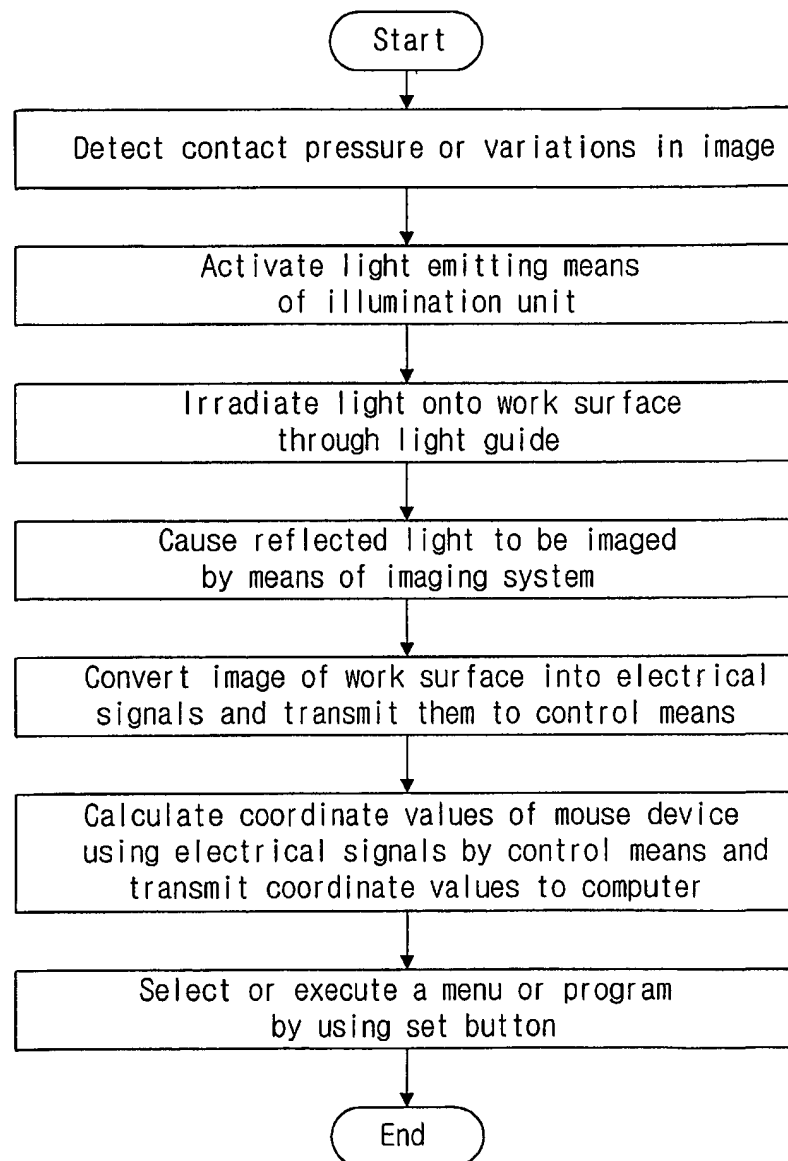 Start
Detect contact pressure or variations in image
Activate light emitting means
of illumination unit
Irradiate light onto work surface
through light guide
Cause reflected light to be imaged
by means of imaging system
Convert image of work surface into electrical
signals and transmit them to control means
Calculate coordinate values of mouse device
using electrical signals by control means and
transmit coordinate values to computer
Select or execute a menu or program
by using set button
End